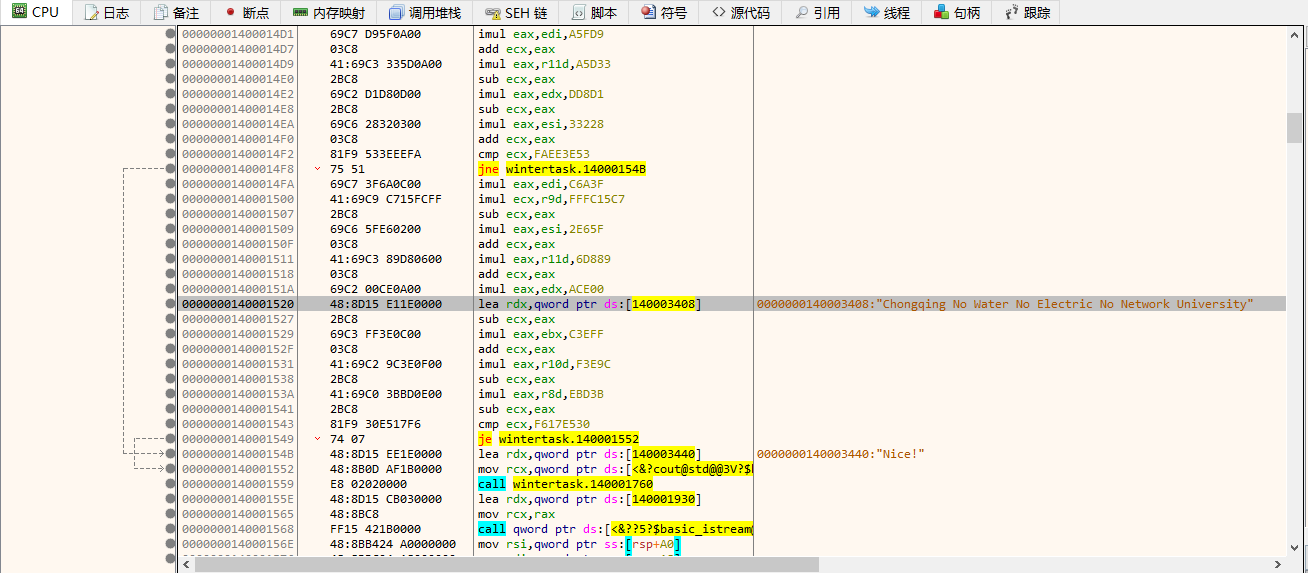 CPU 日志 备注 断点 内存映射 调用堆栈 SEH 链 脚本 符号 源代码 引用 线程 句柄 跟踪
00000001400014D1 69C7 D95F0A00 imul eax,edi,A5FD9
00000001400014D7 03C8 add ecx,eax
00000001400014D9 41:69C3 335D0A00 imul eax,r11d,A5D33
00000001400014E0 2BC8 sub ecx,eax
00000001400014E2 69C2 D1D80D00 imul eax,edx,DD8D1
00000001400014E8 2BC8 sub ecx,eax
00000001400014EA 69C6 28320300 imul eax,esi,33228
00000001400014F0 03C8 add ecx,eax
00000001400014F2 81F9 533EEEFA cmp ecx,FAEE3E53
00000001400014F8 75 51 jne wintertask.14000154B
00000001400014FA 69C7 3F6A0C00 imul eax,edi,C6A3F
0000000140001500 41:69C9 C715FCFF imul ecx,r9d,FFFC15C7
0000000140001507 2BC8 sub ecx,eax
0000000140001509 69C6 5FE60200 imul eax,esi,2E65F
000000014000150F 03C8 add ecx,eax
0000000140001511 41:69C3 89D80600 imul eax,r11d,6D889
0000000140001518 03C8 add ecx,eax
000000014000151A 69C2 00CE0A00 imul eax,edx,ACE00
0000000140001520 48:8D15 E11E0000 lea rdx,qword ptr ds:[140003408] 0000000140003408:"Chongqing No Water No Electric No Network University"
0000000140001527 2BC8 sub ecx,eax
0000000140001529 69C3 FF3E0C00 imul eax,ebx,C3EFF
000000014000152F 03C8 add ecx,eax
0000000140001531 41:69C2 9C3E0F00 imul eax,r10d,F3E9C
0000000140001538 2BC8 sub ecx,eax
000000014000153A 41:69C0 3BBD0E00 imul eax,r8d,EBD3B
0000000140001541 2BC8 sub ecx,eax
0000000140001543 81F9 30E517F6 cmp ecx,F617E530
0000000140001549 74 07 je wintertask.140001552
000000014000154B 48:8D15 EE1E0000 lea rdx,qword ptr ds:[140003440] 0000000140003440:"Nice!"
0000000140001552 48:8B0D AF1B0000 mov rcx,qword ptr ds:[<&?cout@std@@3V?$
0000000140001559 E8 02020000 call wintertask.140001760
000000014000155E 48:8D15 CB030000 lea rdx,qword ptr ds:[140001930]
0000000140001565 48:8BC8 mov rcx,rax
0000000140001568 FF15 421B0000 call qword ptr ds:[<&??5?$basic_istream
000000014000156E 48:8BB424 A0000000 mov rsi,qword ptr ss:[rsp+A0]